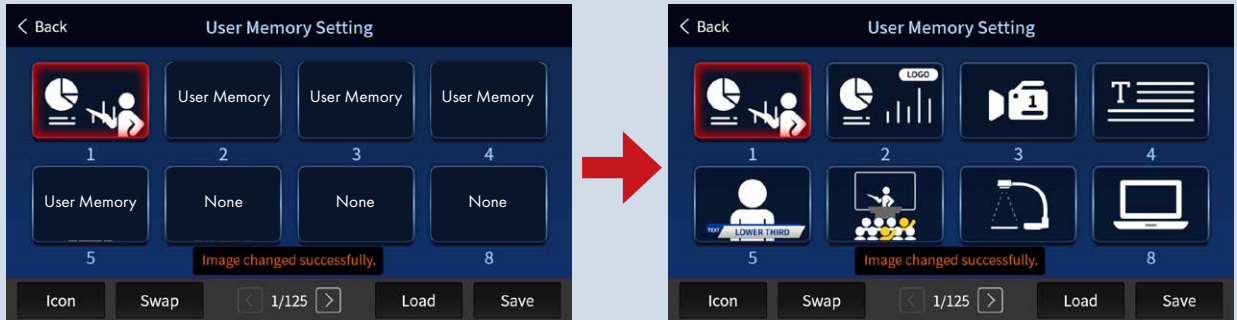 < Back
User Memory Setting
User Memory
User Memory
User Memory
1
2
3
4
User Memory
None
None
None
5
Image changed successfully.
8
Icon
Swap
<
1/125
>
Load
Save
< Back
User Memory Setting
LOGO
1
T
1
2
3
4
TEXT
LOWER THIRD
5
Image changed successfully.
8
Icon
Swap
<
1/125
>
Load
Save